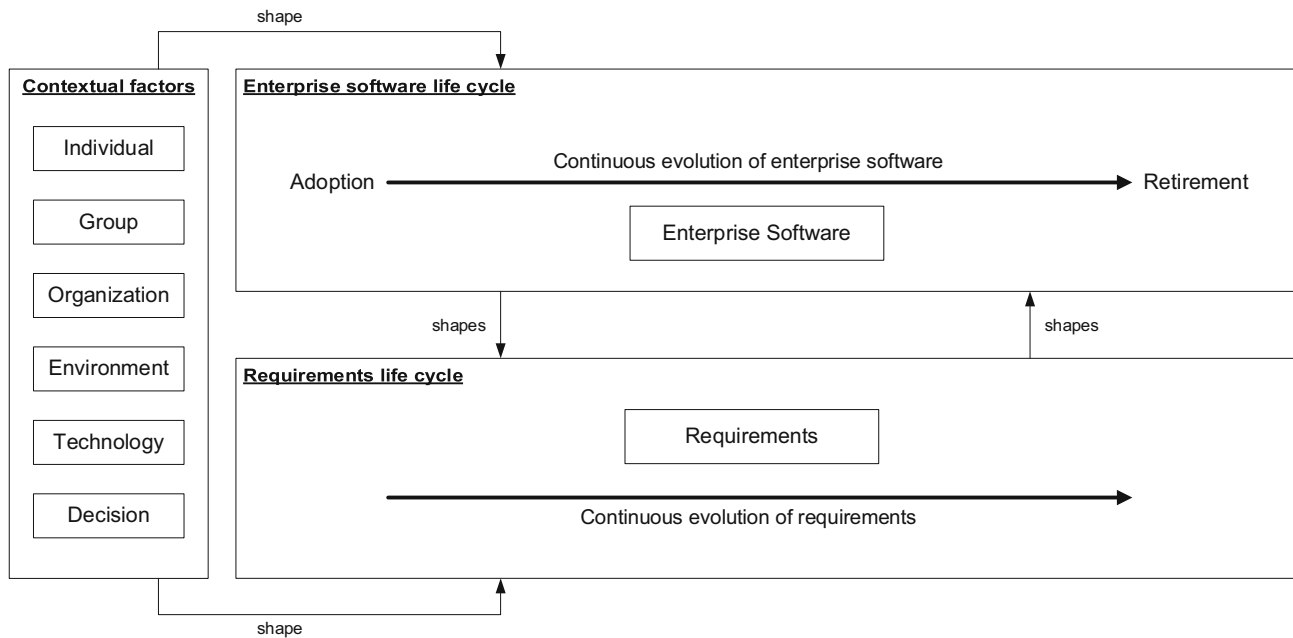 shape
Contextual factors
Individual
Group
Organization
Environment
Technology
Decision
Enterprise software life cycle
Continuous evolution of enterprise software
Adoption
Retirement
Enterprise Software
shapes
shapes
Requirements life cycle
Requirements
Continuous evolution of requirements
shape